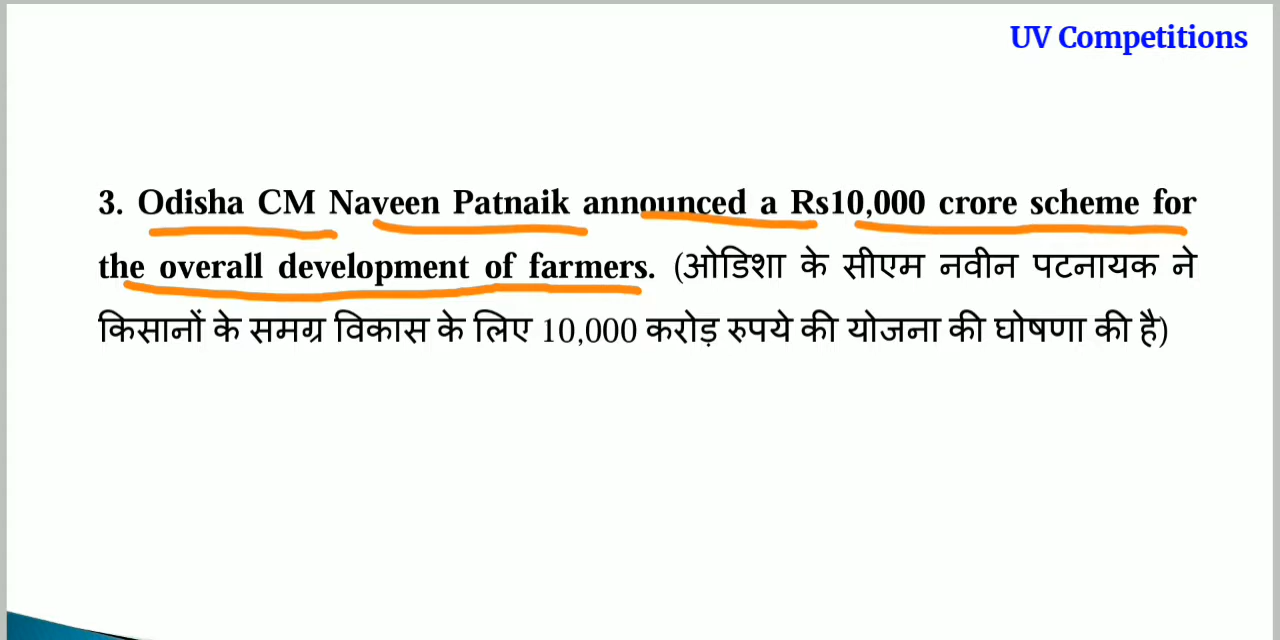 UV Competitions
3. Odisha CM Naveen Patnaik announced a Rs10,000 crore scheme for
the overall development of farmers. (ओडिशा के सीएम नवीन पटनायक ने
किसानों के समग्र विकास के लिए 10,000 करोड़ रुपये की योजना की घोषणा की है)